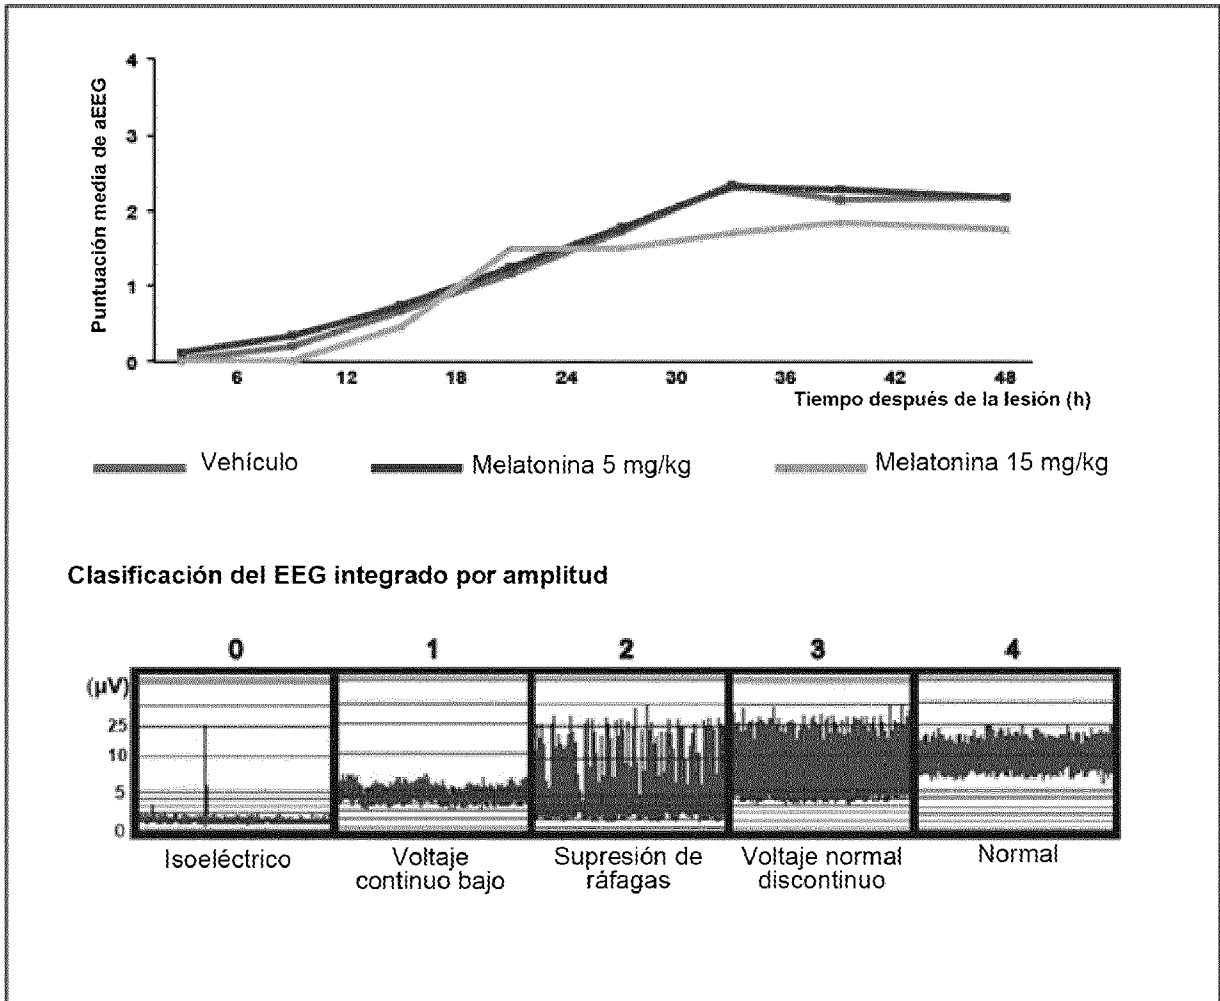 Puntuación media de aEEG
4
3
2
1
0
6 12 18 24 30 36 42 48
Tiempo después de la lesión (h)
Vehículo Melatonina 5 mg/kg Melatonina 15 mg/kg
Clasificación del EEG integrado por amplitud
0 1 2 3 4
(µV)
25
10
5
0
Isoeléctrico
Voltaje
continuo bajo
Supresión de
ráfagas
Voltaje normal
discontinuo
Normal